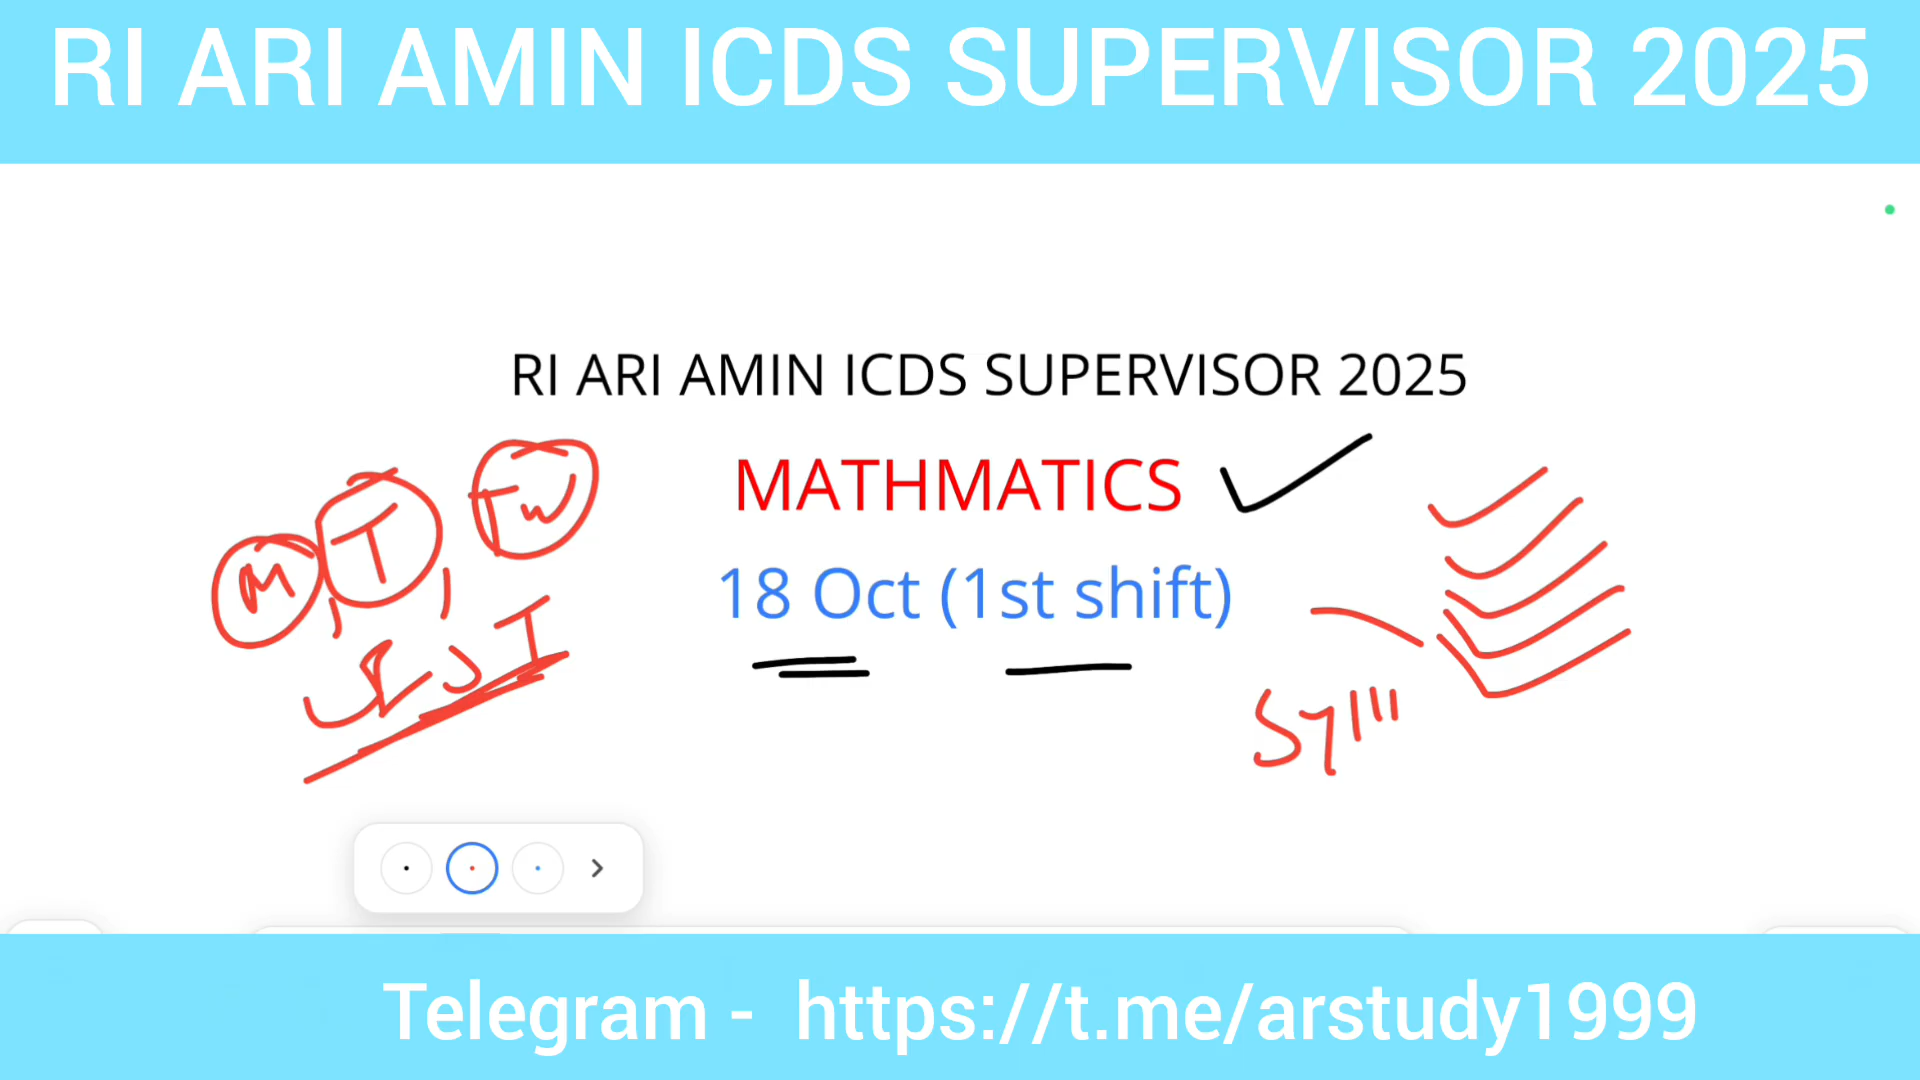 RI ARI AMIN ICDS SUPERVISOR 2025
RI ARI AMIN ICDS SUPERVISOR 2025
MATHMATICS
18 Oct (1st shift)
M, T, TW
Telegram - https://t.me/arstudy1999